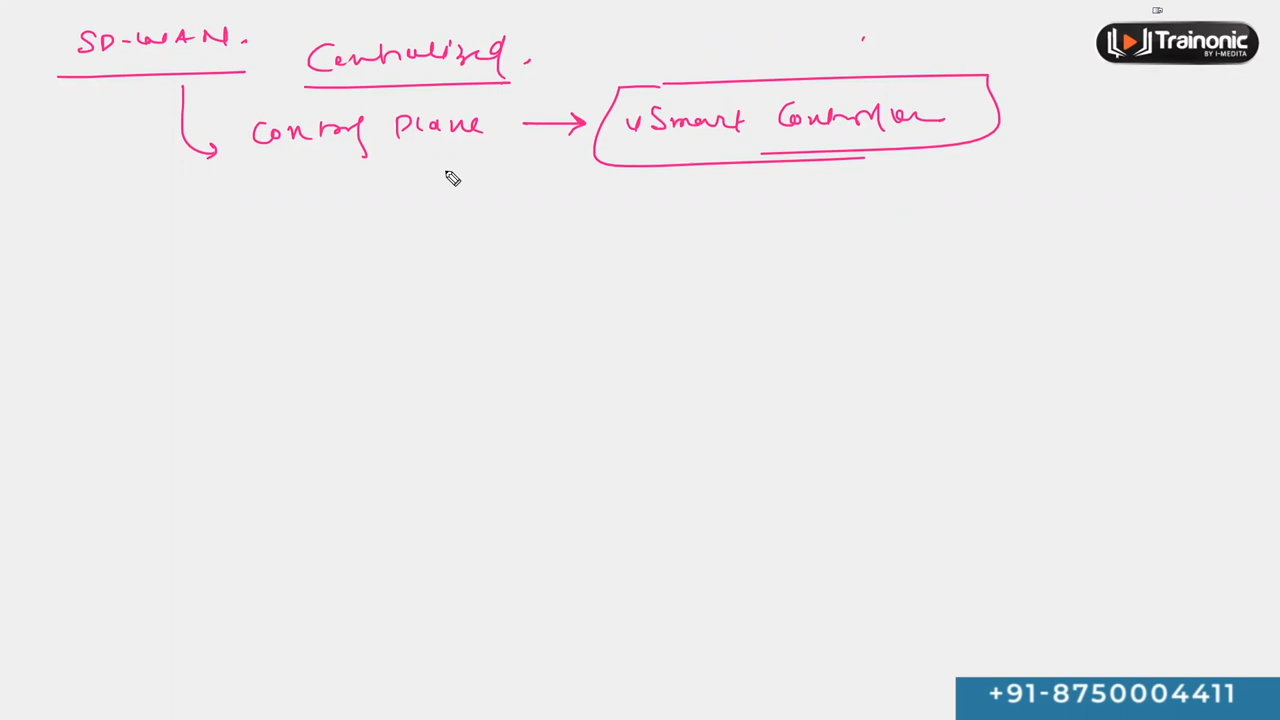 SD-WAN.
Centralized.
Control Plane → vSmart Controller
Trainonic
BY I-MEDITA
+91-8750004411